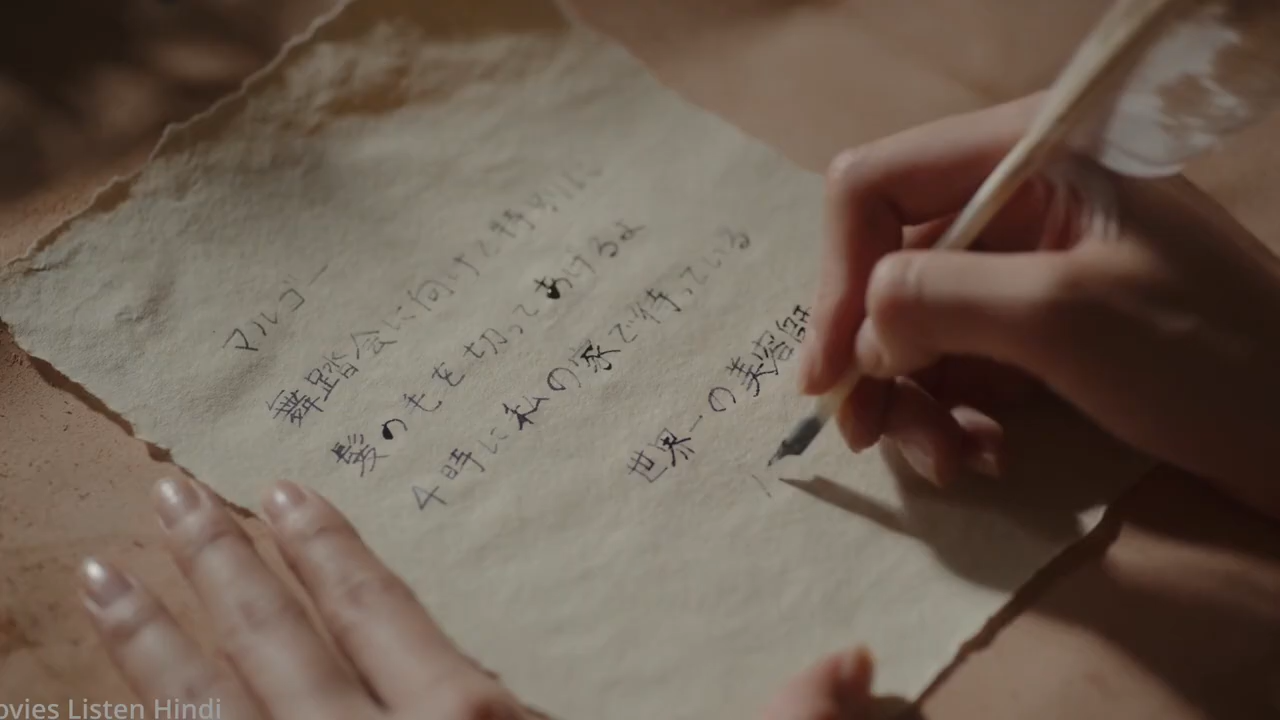 マルゴー
舞踏会に向けて特別に、
髪の毛を切ってあげるよ
4時に私の家で待っている
世界一の美容師
ovies Listen Hindi